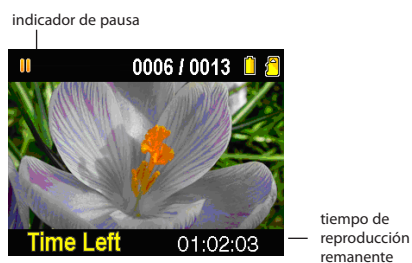 indicador de pausa
0006 / 0013
Time Left 01:02:03
tiempo de
reproducción
remanente